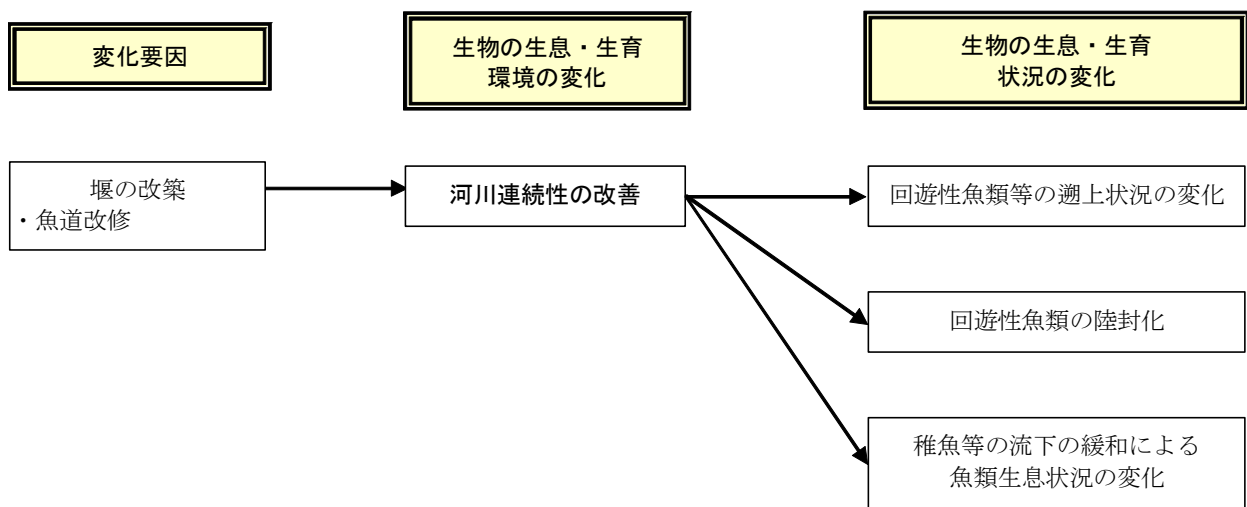 変化要因
生物の生息・生育
環境の変化
生物の生息・生育
状況の変化
堰の改築
・魚道改修
河川連続性の改善
回遊性魚類等の遡上状況の変化
回遊性魚類の陸封化
稚魚等の流下の緩和による
魚類生息状況の変化